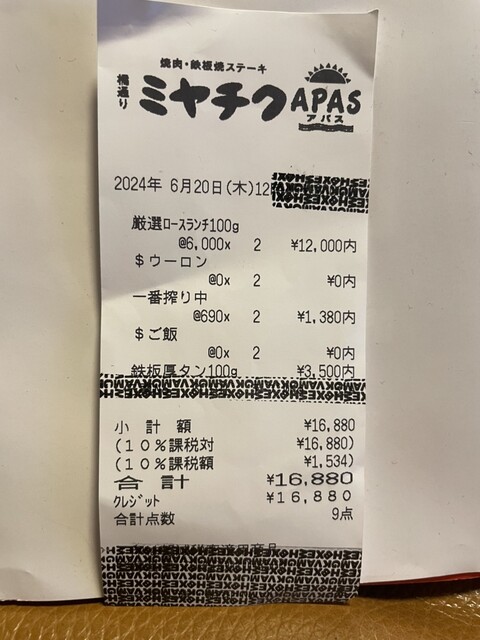 焼肉・鉄板焼ステーキ
橘通り
ミヤチク APAS
アパス
2024年 6月20日(木)12
厳選ロースランチ100g
@6,000x 2 ¥12,000内
$ウーロン
@0x 2 ¥0内
一番搾り中
@690x 2 ¥1,380内
$ご飯
@0x 2 ¥0内
鉄板厚タン100g ¥3,500内
小計額 ¥16,880
(10%課税対 ¥16,880)
(10%課税額 ¥1,534)
合計 ¥16,880
クレジット ¥16,880
合計点数 9点